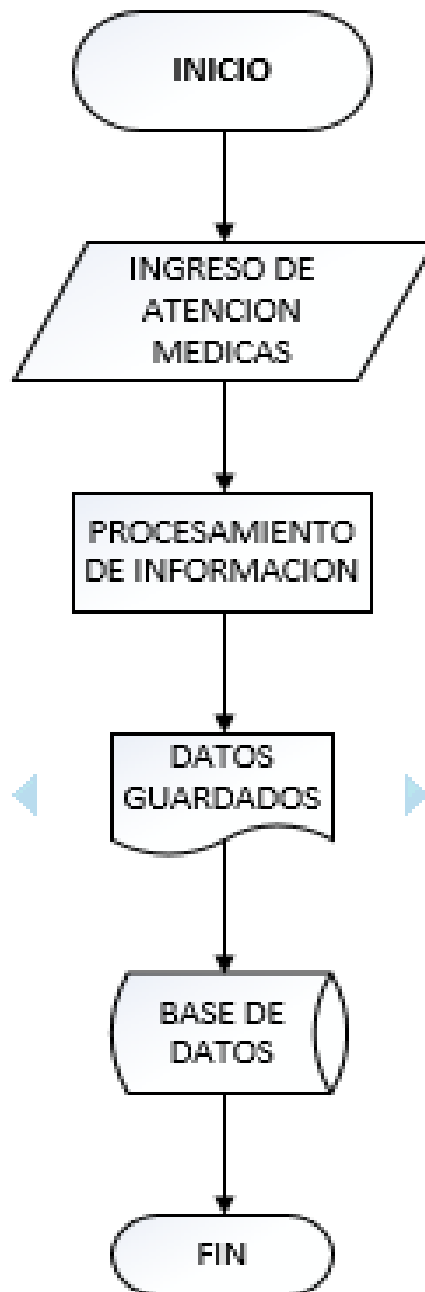 INICIO
INGRESO DE
ATENCION
MEDICAS
PROCESAMIENTO
DE INFORMACION
DATOS
GUARDADOS
BASE DE
DATOS
FIN